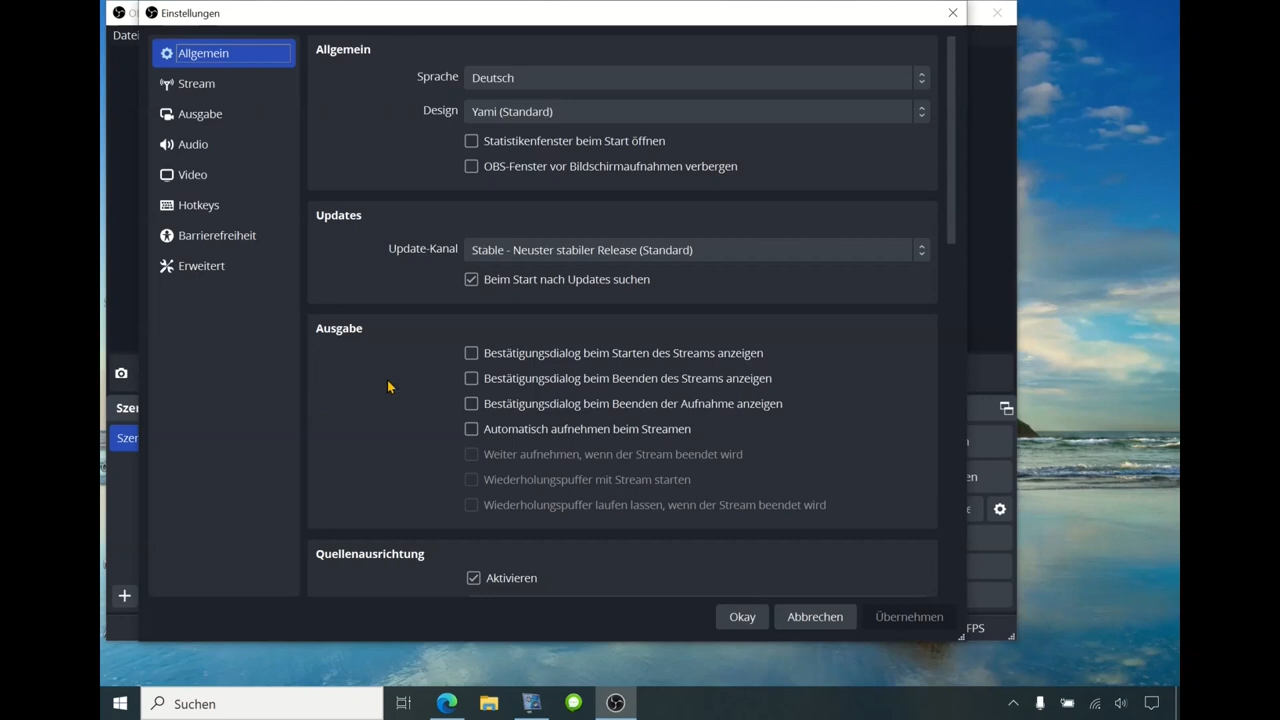 Einstellungen
Datei
Allgemein
Stream
Ausgabe
Audio
Video
Hotkeys
Barrierefreiheit
Erweitert
Allgemein
Sprache Deutsch
Design Yami (Standard)
Statistikenfenster beim Start öffnen
OBS-Fenster vor Bildschirmaufnahmen verbergen
Updates
Update-Kanal Stable - Neuster stabiler Release (Standard)
Beim Start nach Updates suchen
Ausgabe
Bestätigungsdialog beim Starten des Streams anzeigen
Bestätigungsdialog beim Beenden des Streams anzeigen
Bestätigungsdialog beim Beenden der Aufnahme anzeigen
Automatisch aufnehmen beim Streamen
Weiter aufnehmen, wenn der Stream beendet wird
Wiederholungspuffer mit Stream starten
Wiederholungspuffer laufen lassen, wenn der Stream beendet wird
Quellenausrichtung
Aktivieren
Szen
Szen
en
Okay Abbrechen Übernehmen
FPS
Suchen